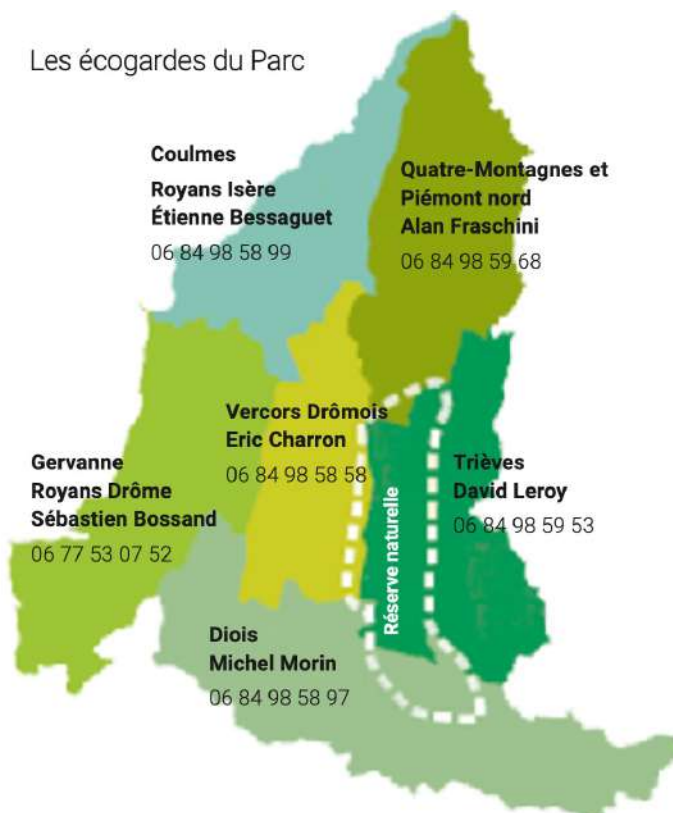 Les écogardes du Parc
Coulmes
Royans Isère
Étienne Bessaguet
06 84 98 58 99
Quatre-Montagnes et
Piémont nord
Alan Fraschini
06 84 98 59 68
Vercors Drômois
Eric Charron
06 84 98 58 58
Gervanne
Royans Drôme
Sébastien Bossand
06 77 53 07 52
Réserve naturelle
Trièves
David Leroy
06 84 98 59 53
Diois
Michel Morin
06 84 98 58 97